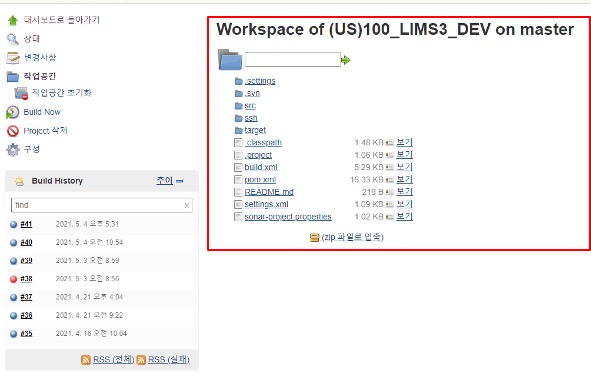 대시보드로 돌아가기
상태
변경사항
작업공간
작업공간 초기화
Build Now
Project 삭제
구성
Build History 추이
find x
#41 2021. 5. 4 오후 5:31
#40 2021. 5. 4 오전 10:54
#39 2021. 5. 3 오전 8:59
#38 2021. 5. 3 오전 8:56
#37 2021. 4. 21 오후 4:04
#36 2021. 4. 21 오전 9:22
#35 2021. 4. 16 오전 10:04
RSS (전체) RSS (실패)
Workspace of (US)100_LIMS3_DEV on master
.settings
.svn
src
ssh
target
.classpath 1.48 KB 보기
.project 1.06 KB 보기
build.xml 5.29 KB 보기
pom.xml 16.33 KB 보기
README.md 219 B 보기
settings.xml 1.09 KB 보기
sonar-project.properties 1.02 KB 보기
(zip 파일로 압축)